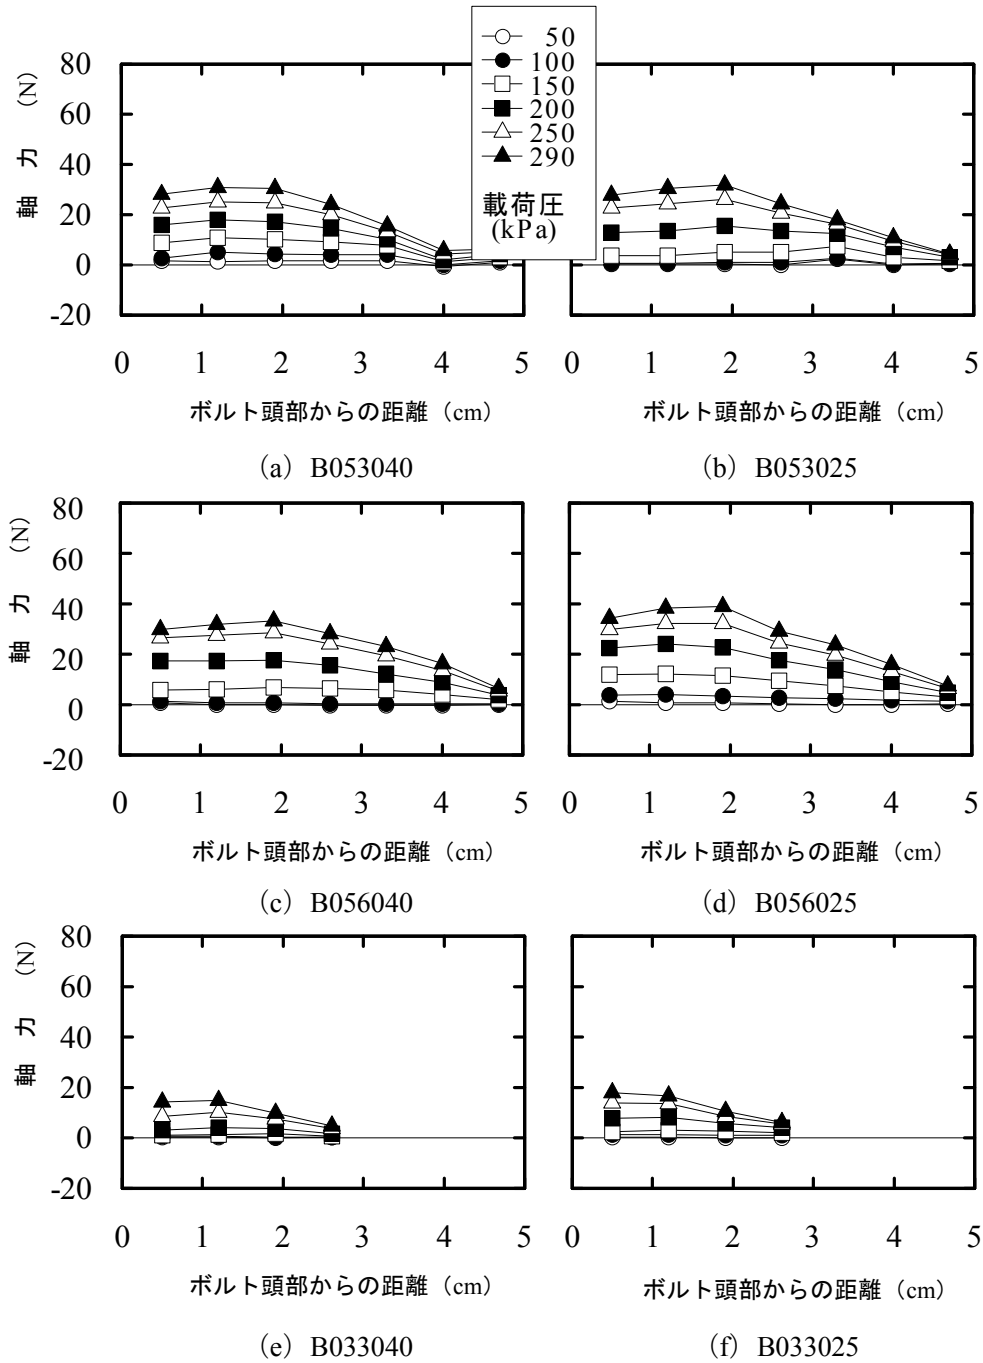 50
100
150
200
250
290
載荷圧
(kPa)
軸 力 (N)
80
60
40
20
0
-20
0 1 2 3 4 5
0 1 2 3 4 5
ボルト頭部からの距離(cm)
ボルト頭部からの距離(cm)
(a) B053040
(b) B053025
軸 力 (N)
80
60
40
20
0
-20
0 1 2 3 4 5
0 1 2 3 4 5
ボルト頭部からの距離(cm)
ボルト頭部からの距離(cm)
(c) B056040
(d) B056025
軸 力 (N)
80
60
40
20
0
-20
0 1 2 3 4 5
0 1 2 3 4 5
ボルト頭部からの距離(cm)
ボルト頭部からの距離(cm)
(e) B033040
(f) B033025